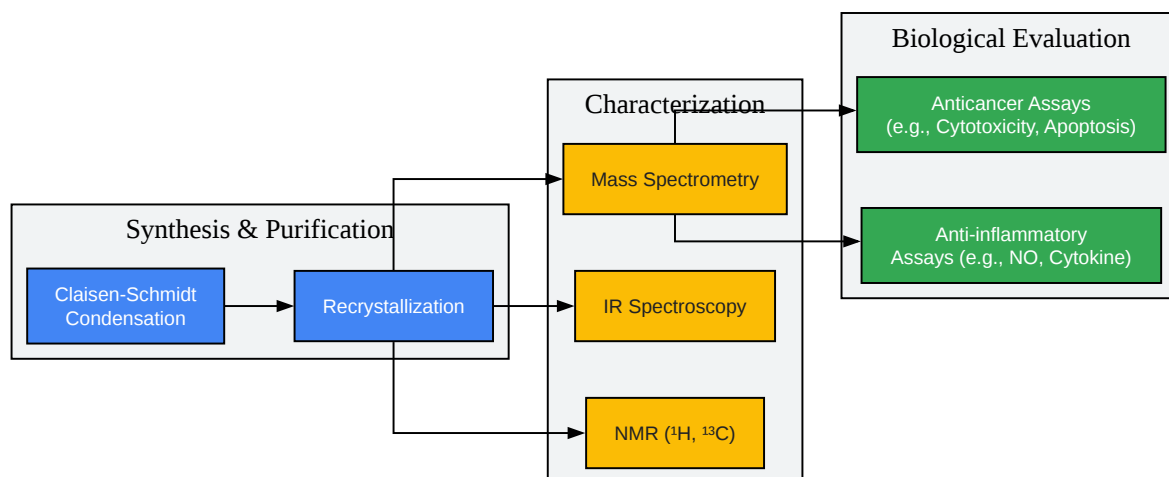 Synthesis & Purification
Claisen-Schmidt
Condensation
Recrystallization
Characterization
Mass Spectrometry
IR Spectroscopy
NMR (¹H, ¹³C)
Biological Evaluation
Anticancer Assays
(e.g., Cytotoxicity, Apoptosis)
Anti-inflammatory
Assays (e.g., NO, Cytokine)